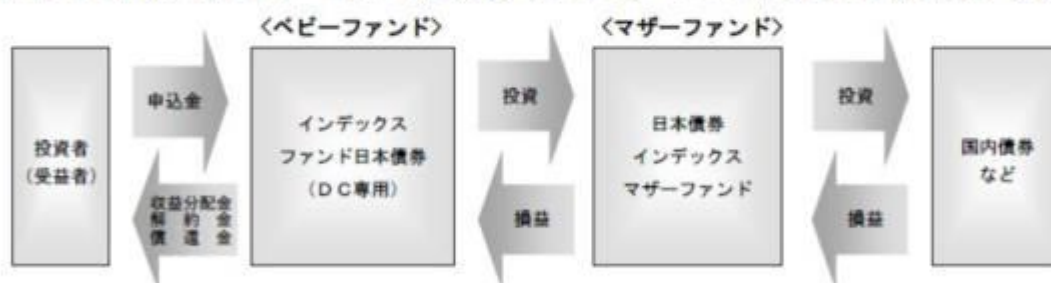 〈ベビーファンド〉
〈マザーファンド〉
投資者
(受益者)
申込金
収益分配金
解約金
償還金
インデックス
ファンド日本債券
(DC専用)
投資
損益
日本債券
インデックス
マザーファンド
投資
損益
国内債券
など